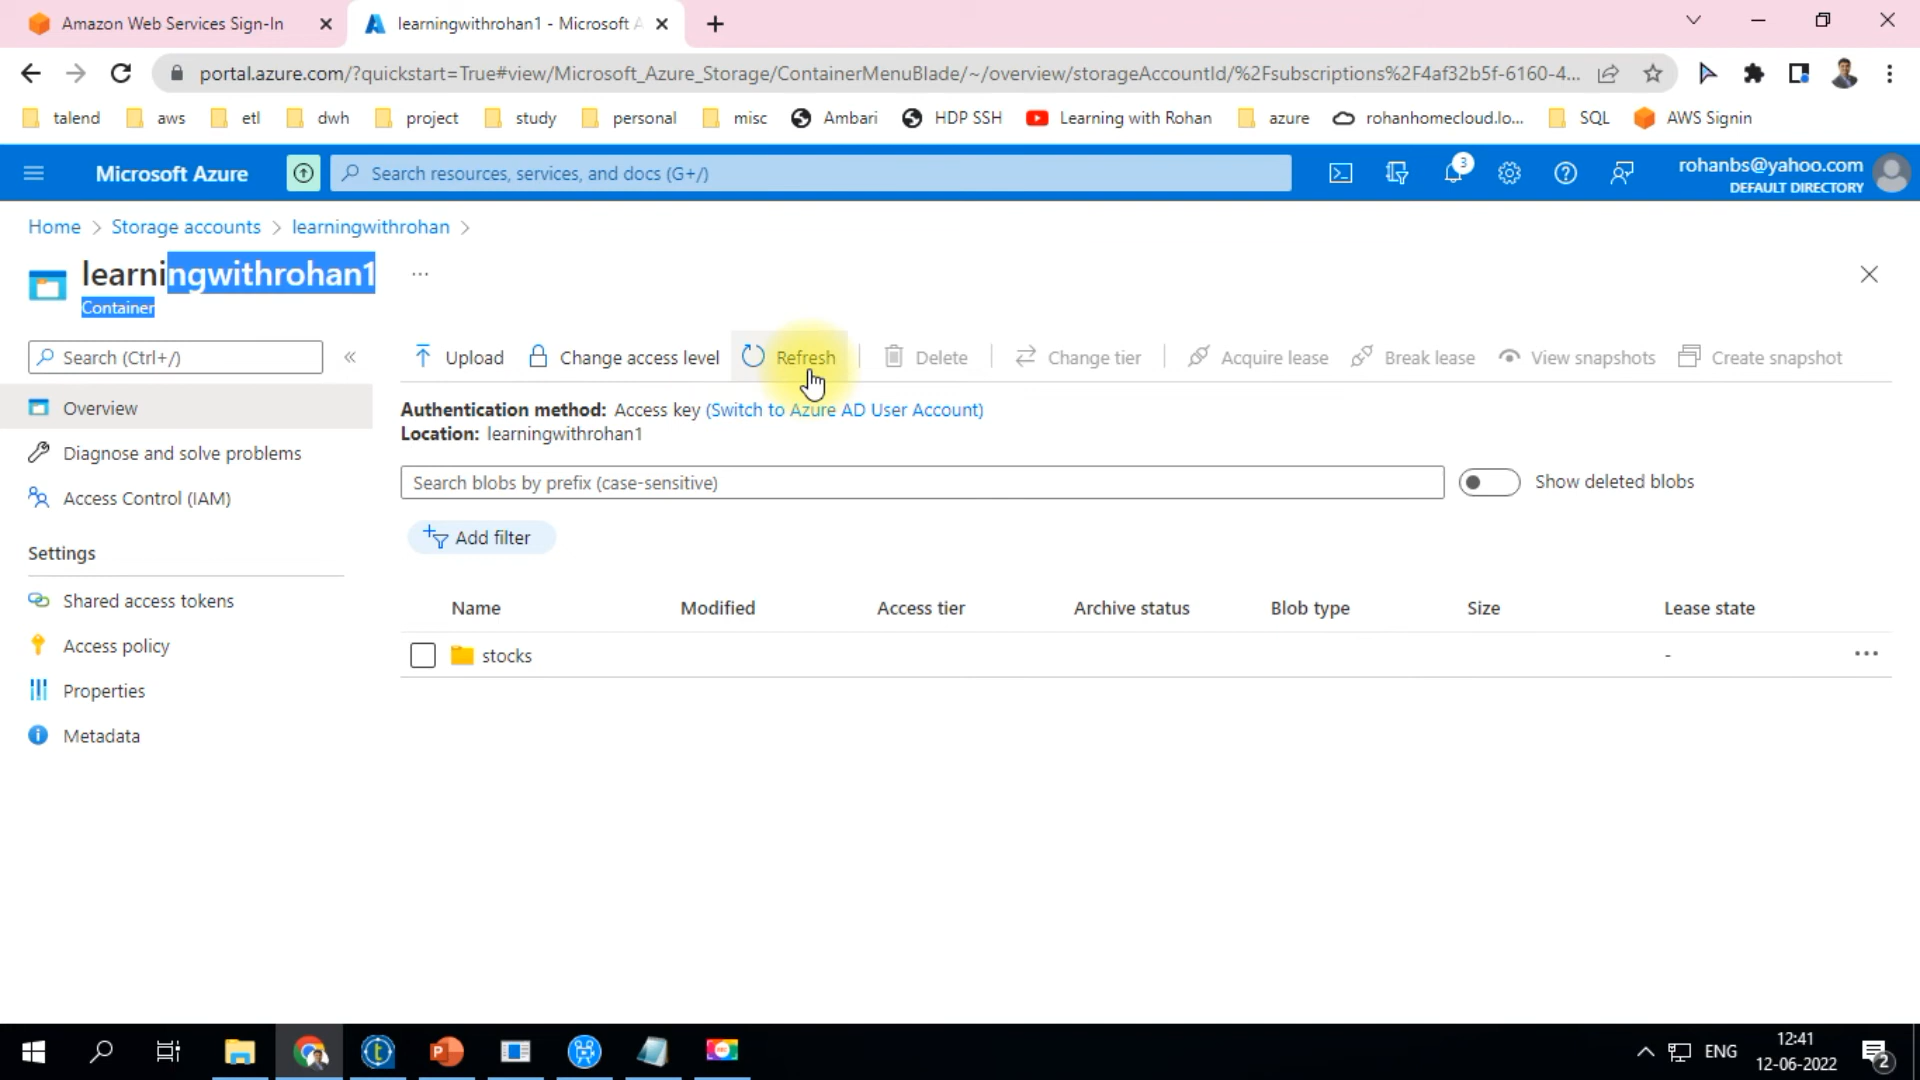 Amazon Web Services Sign-In
learningwithrohan1 - Microsoft A
portal.azure.com/?quickstart=True#view/Microsoft_Azure_Storage/ContainerMenuBlade/~/overview/storageAccountId/%2Fsubscriptions%2F4af32b5f-6160-4...
talend aws etl dwh project study personal misc Ambari HDP SSH Learning with Rohan azure rohanhomecloud.lo... SQL AWS Signin
Microsoft Azure
Search resources, services, and docs (G+/)
3
rohanbs@yahoo.com
DEFAULT DIRECTORY
Home > Storage accounts > learningwithrohan >
learningwithrohan1 ...
Container
Search (Ctrl+/) «
Upload Change access level Refresh Delete Change tier Acquire lease Break lease View snapshots Create snapshot
Overview
Diagnose and solve problems
Access Control (IAM)
Settings
Shared access tokens
Access policy
Properties
Metadata
Authentication method: Access key (Switch to Azure AD User Account)
Location: learningwithrohan1
Search blobs by prefix (case-sensitive)
Show deleted blobs
Add filter
Name Modified Access tier Archive status Blob type Size Lease state
stocks - ...
ENG
12:41
12-06-2022
2